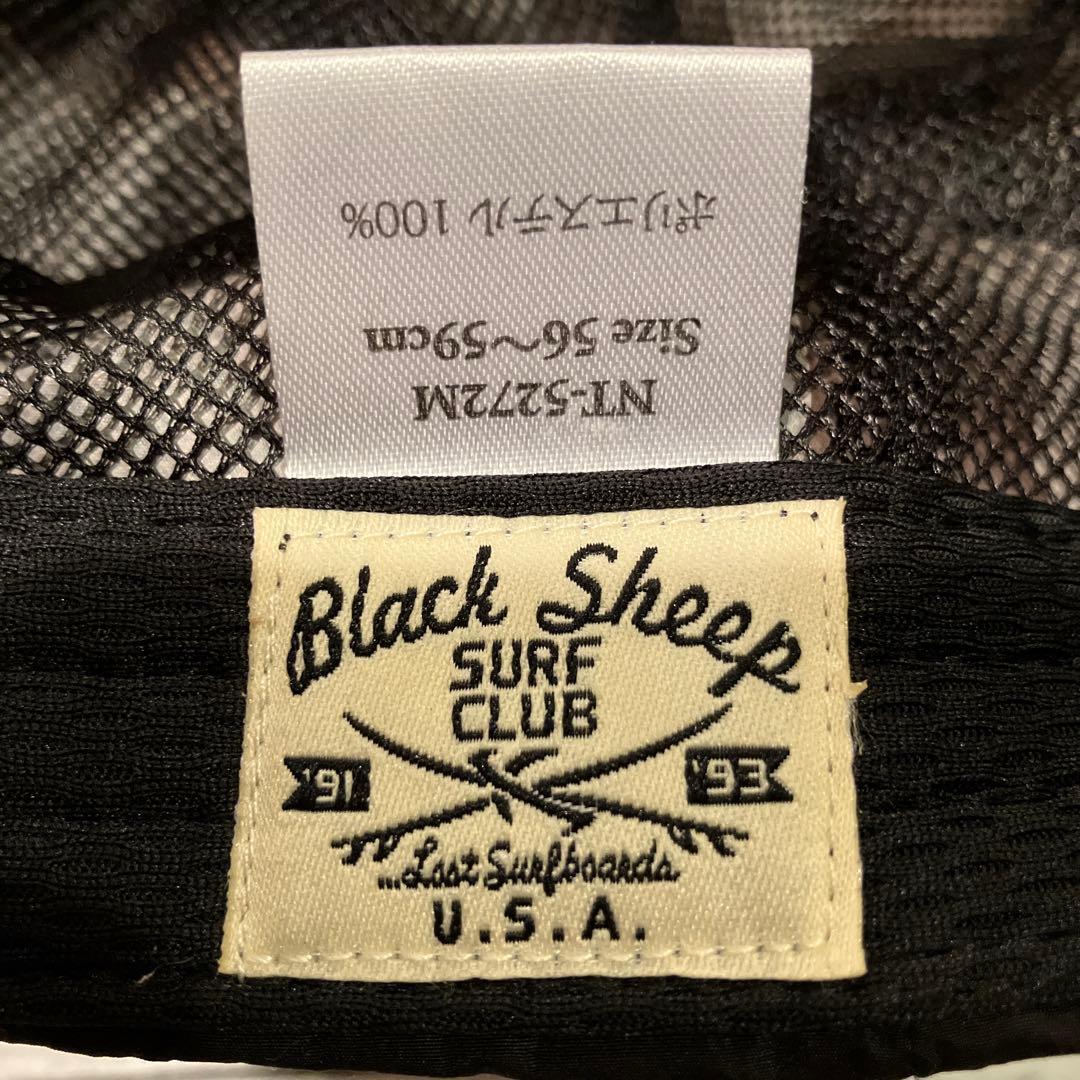 NT-5272M
Size 56～59cm
ポリエステル 100%
Black Sheep
SURF
CLUB
'91
'93
...Lost Surfboards
U.S.A.